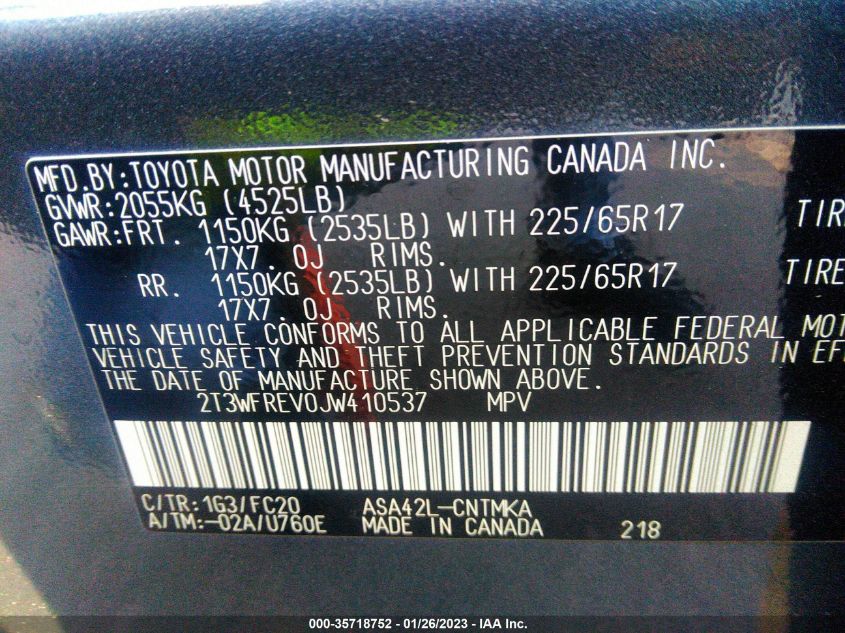 MFD.BY:TOYOTA MOTOR MANUFACTURING CANADA INC.
GVWR:2055KG (4525LB)
GAWR:FRT. 1150KG (2535LB) WITH 225/65R17 TIR
17X7.0J RIMS.
RR. 1150KG (2535LB) WITH 225/65R17 TIRE
17X7.0J RIMS.
THIS VEHICLE CONFORMS TO ALL APPLICABLE FEDERAL MOT
VEHICLE SAFETY AND THEFT PREVENTION STANDARDS IN EFF
THE DATE OF MANUFACTURE SHOWN ABOVE.
2T3WFREV0JW410537 MPV
C/TR:1G3/FC20 ASA42L-CNTMKA
A/TM:-02A/U760E MADE IN CANADA 218
000-35718752 - 01/26/2023 - IAA Inc.